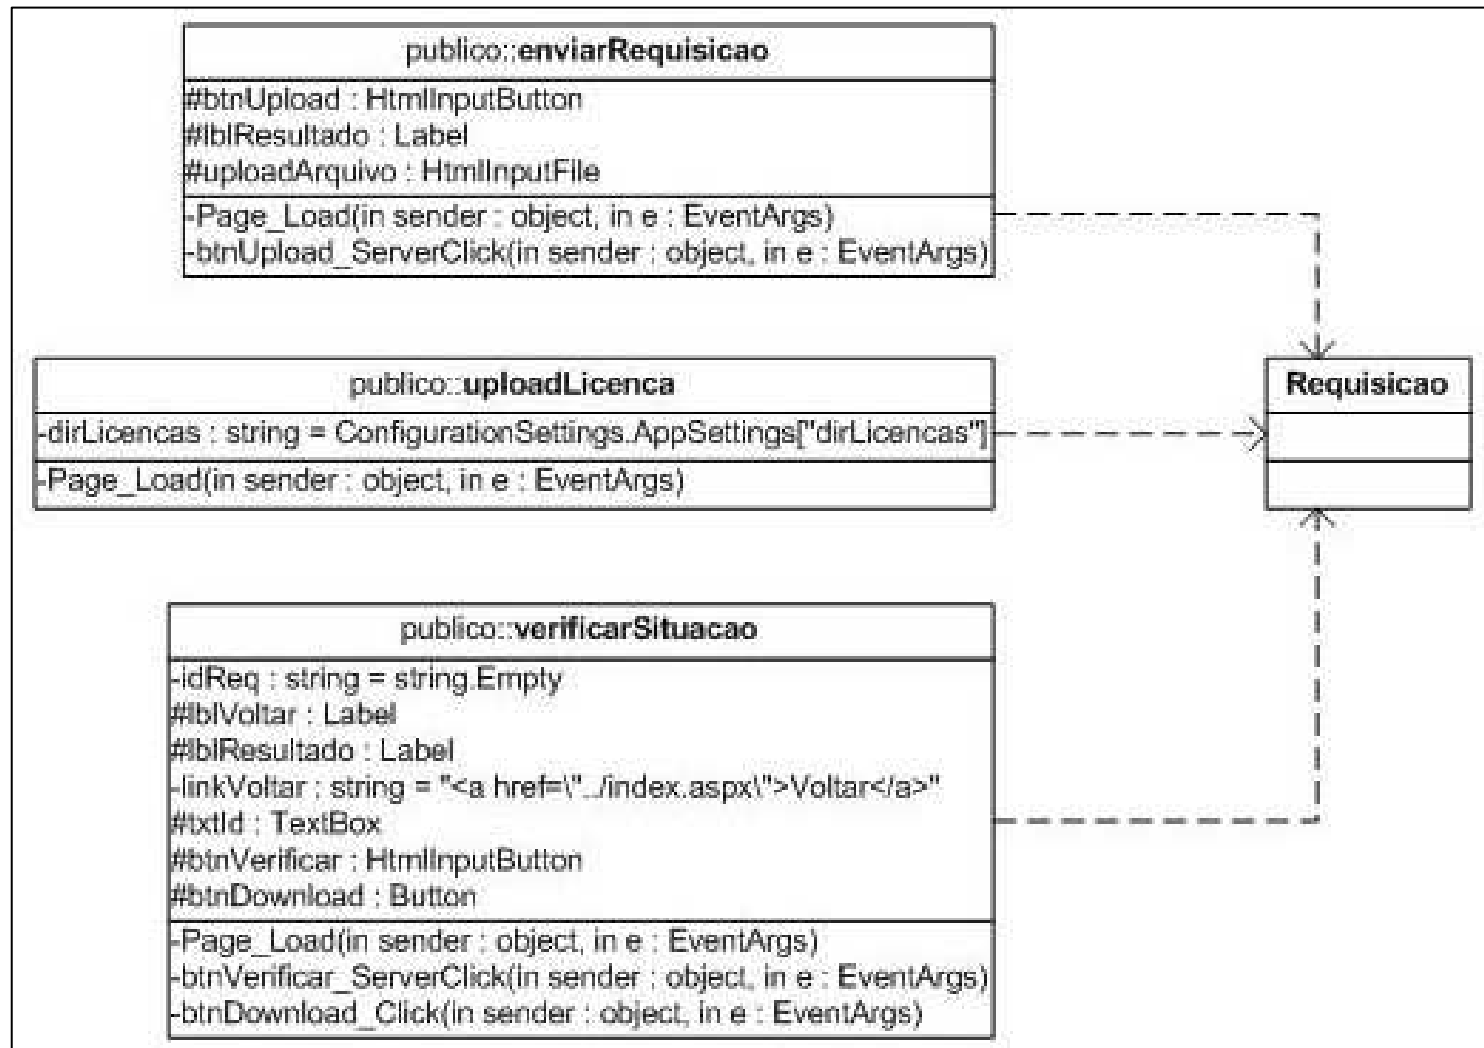 publico::enviarRequisicao
#btnUpload : HtmlInputButton
#lblResultado : Label
#uploadArquivo : HtmlInputFile
-Page_Load(in sender : object, in e : EventArgs)
-btnUpload_ServerClick(in sender : object, in e : EventArgs)
publico::uploadLicenca
-dirLicencas : string = ConfigurationSettings.AppSettings["dirLicencas"]
-Page_Load(in sender : object, in e : EventArgs)
Requisicao
publico::verificarSituacao
-idReq : string = string.Empty
#lblVoltar : Label
#lblResultado : Label
-linkVoltar : string = "<a href=\"../index.aspx\">Voltar</a>"
#txtId : TextBox
#btnVerificar : HtmlInputButton
#btnDownload : Button
-Page_Load(in sender : object, in e : EventArgs)
-btnVerificar_ServerClick(in sender : object, in e : EventArgs)
-btnDownload_Click(in sender : object, in e : EventArgs)